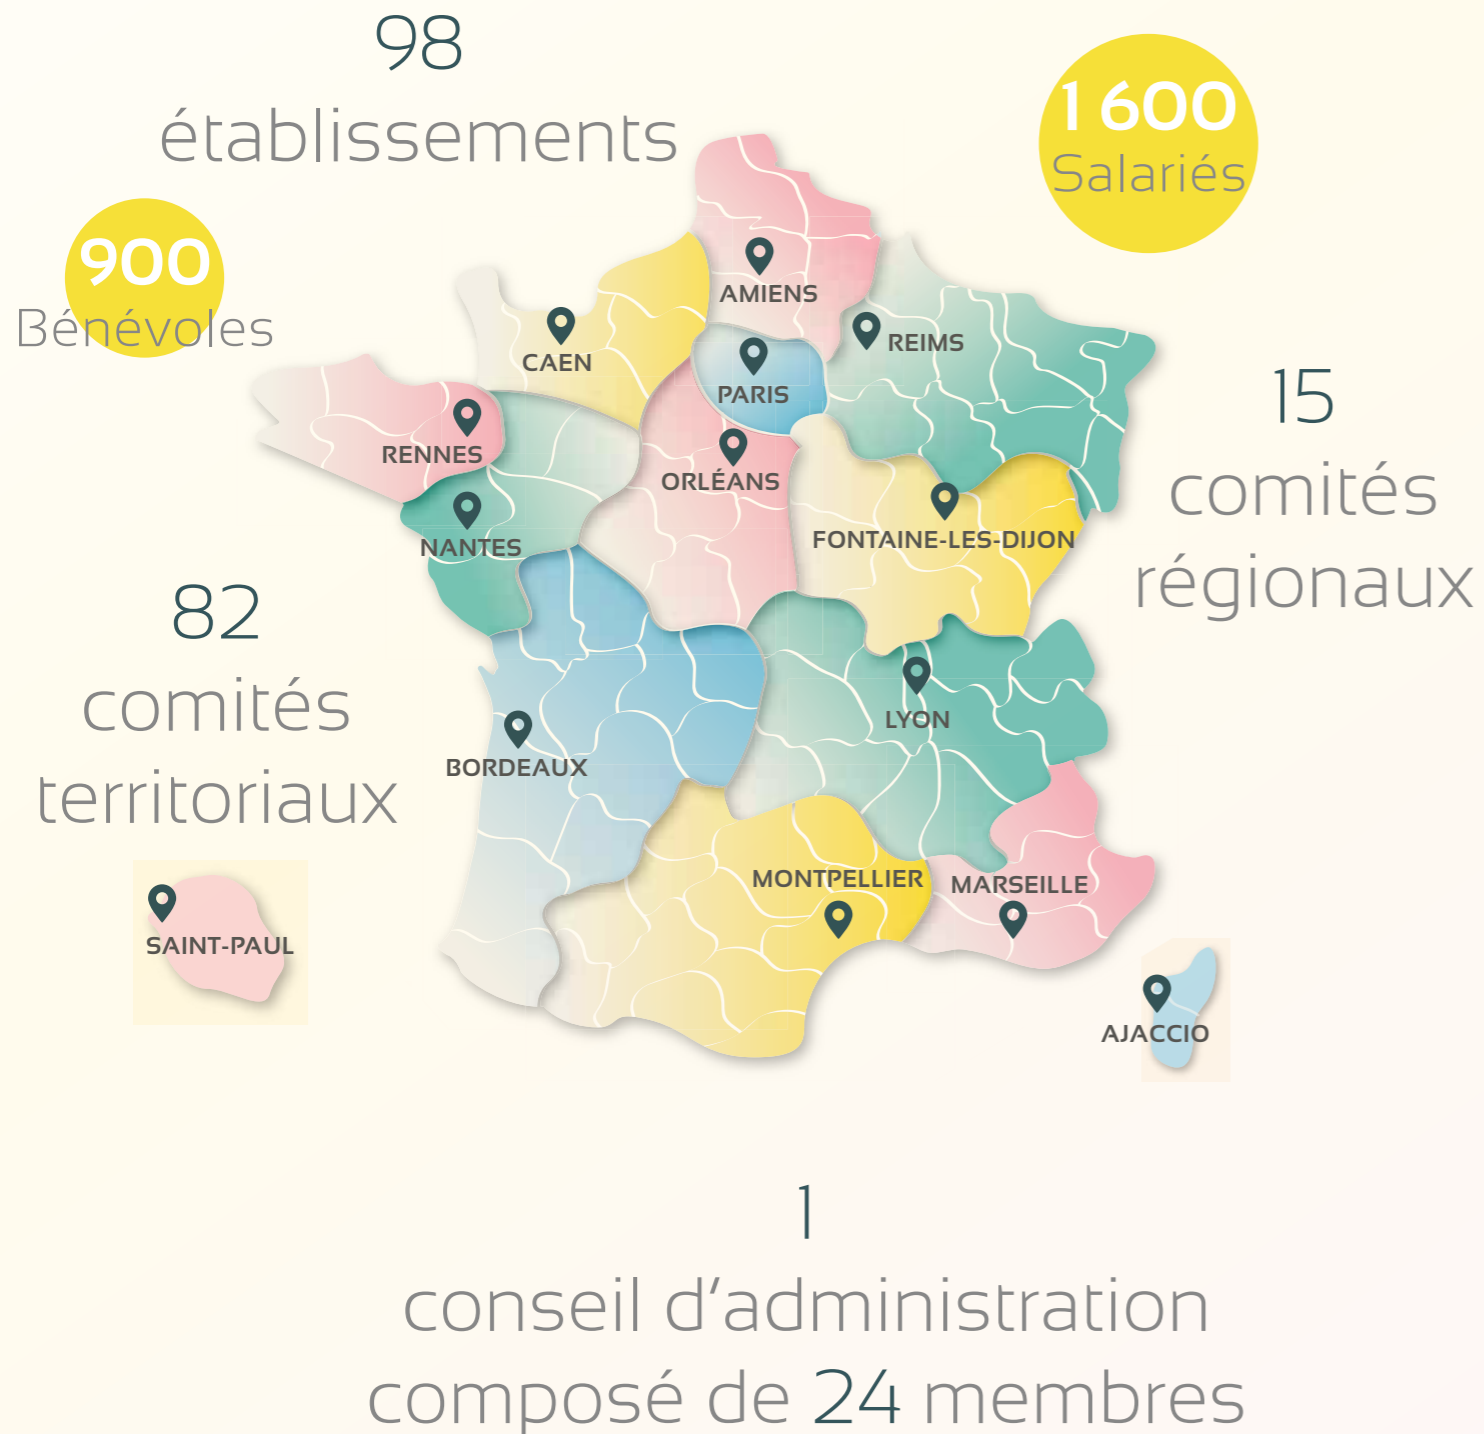 98
établissements
1 600
Salariés
900
Bénévoles
AMIENS
REIMS
CAEN
PARIS
15
comités
régionaux
RENNES
ORLÉANS
FONTAINE-LES-DIJON
NANTES
82
comités
territoriaux
LYON
BORDEAUX
MONTPELLIER
MARSEILLE
SAINT-PAUL
AJACCIO
1
conseil d’administration
composé de 24 membres